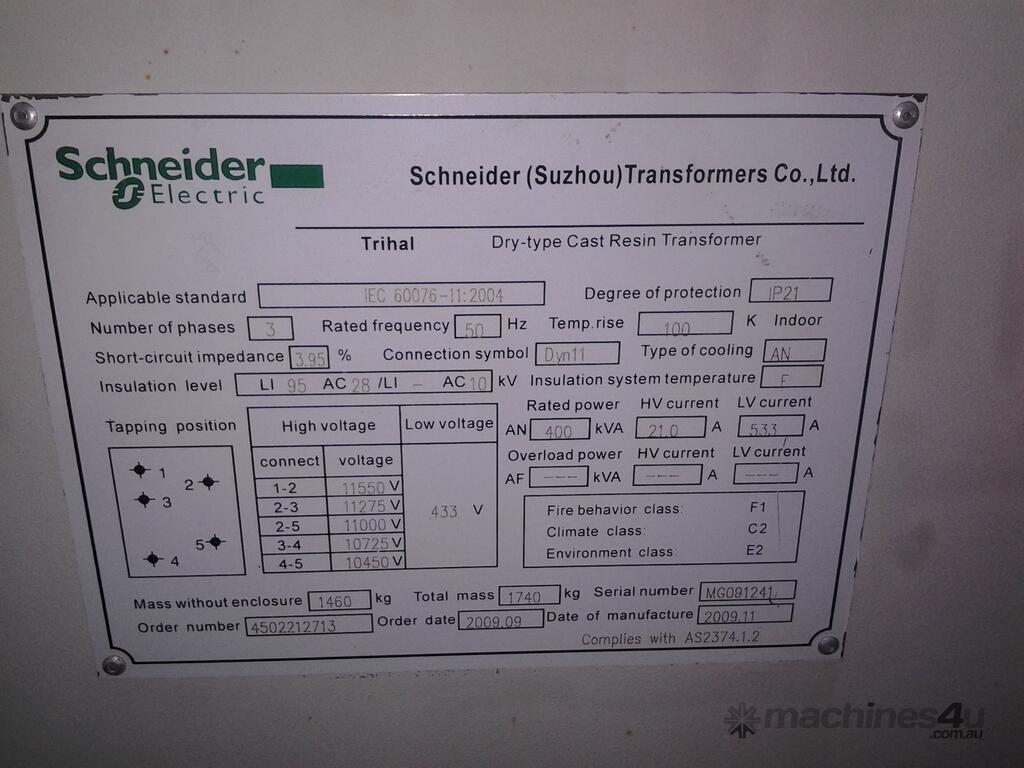 Schneider Electric
Schneider (Suzhou)Transformers Co.,Ltd.
Trihal Dry-type Cast Resin Transformer
Applicable standard IEC 60076-11:2004 Degree of protection IP21
Number of phases 3 Rated frequency 50 Hz Temp.rise 100 K Indoor
Short-circuit impedance 3.95 % Connection symbol Dyn11 Type of cooling AN
Insulation level LI 95 AC 28 /LI - AC 10 kV Insulation system temperature F
Tapping position
1
2
3
5
4
High voltage Low voltage
connect voltage
1-2 11550 V
2-3 11275 V
2-5 11000 V
3-4 10725 V
4-5 10450 V
433 V
Rated power HV current LV current
AN 400 kVA 21.0 A 533 A
Overload power HV current LV current
AF --- kVA --- A --- A
Fire behavior class: F1
Climate class: C2
Environment class: E2
Mass without enclosure 1460 kg Total mass 1740 kg Serial number MG091241
Order number 4502212713 Order date 2009.09 Date of manufacture 2009.11
Complies with AS2374.1.2
machines4u
.com.au